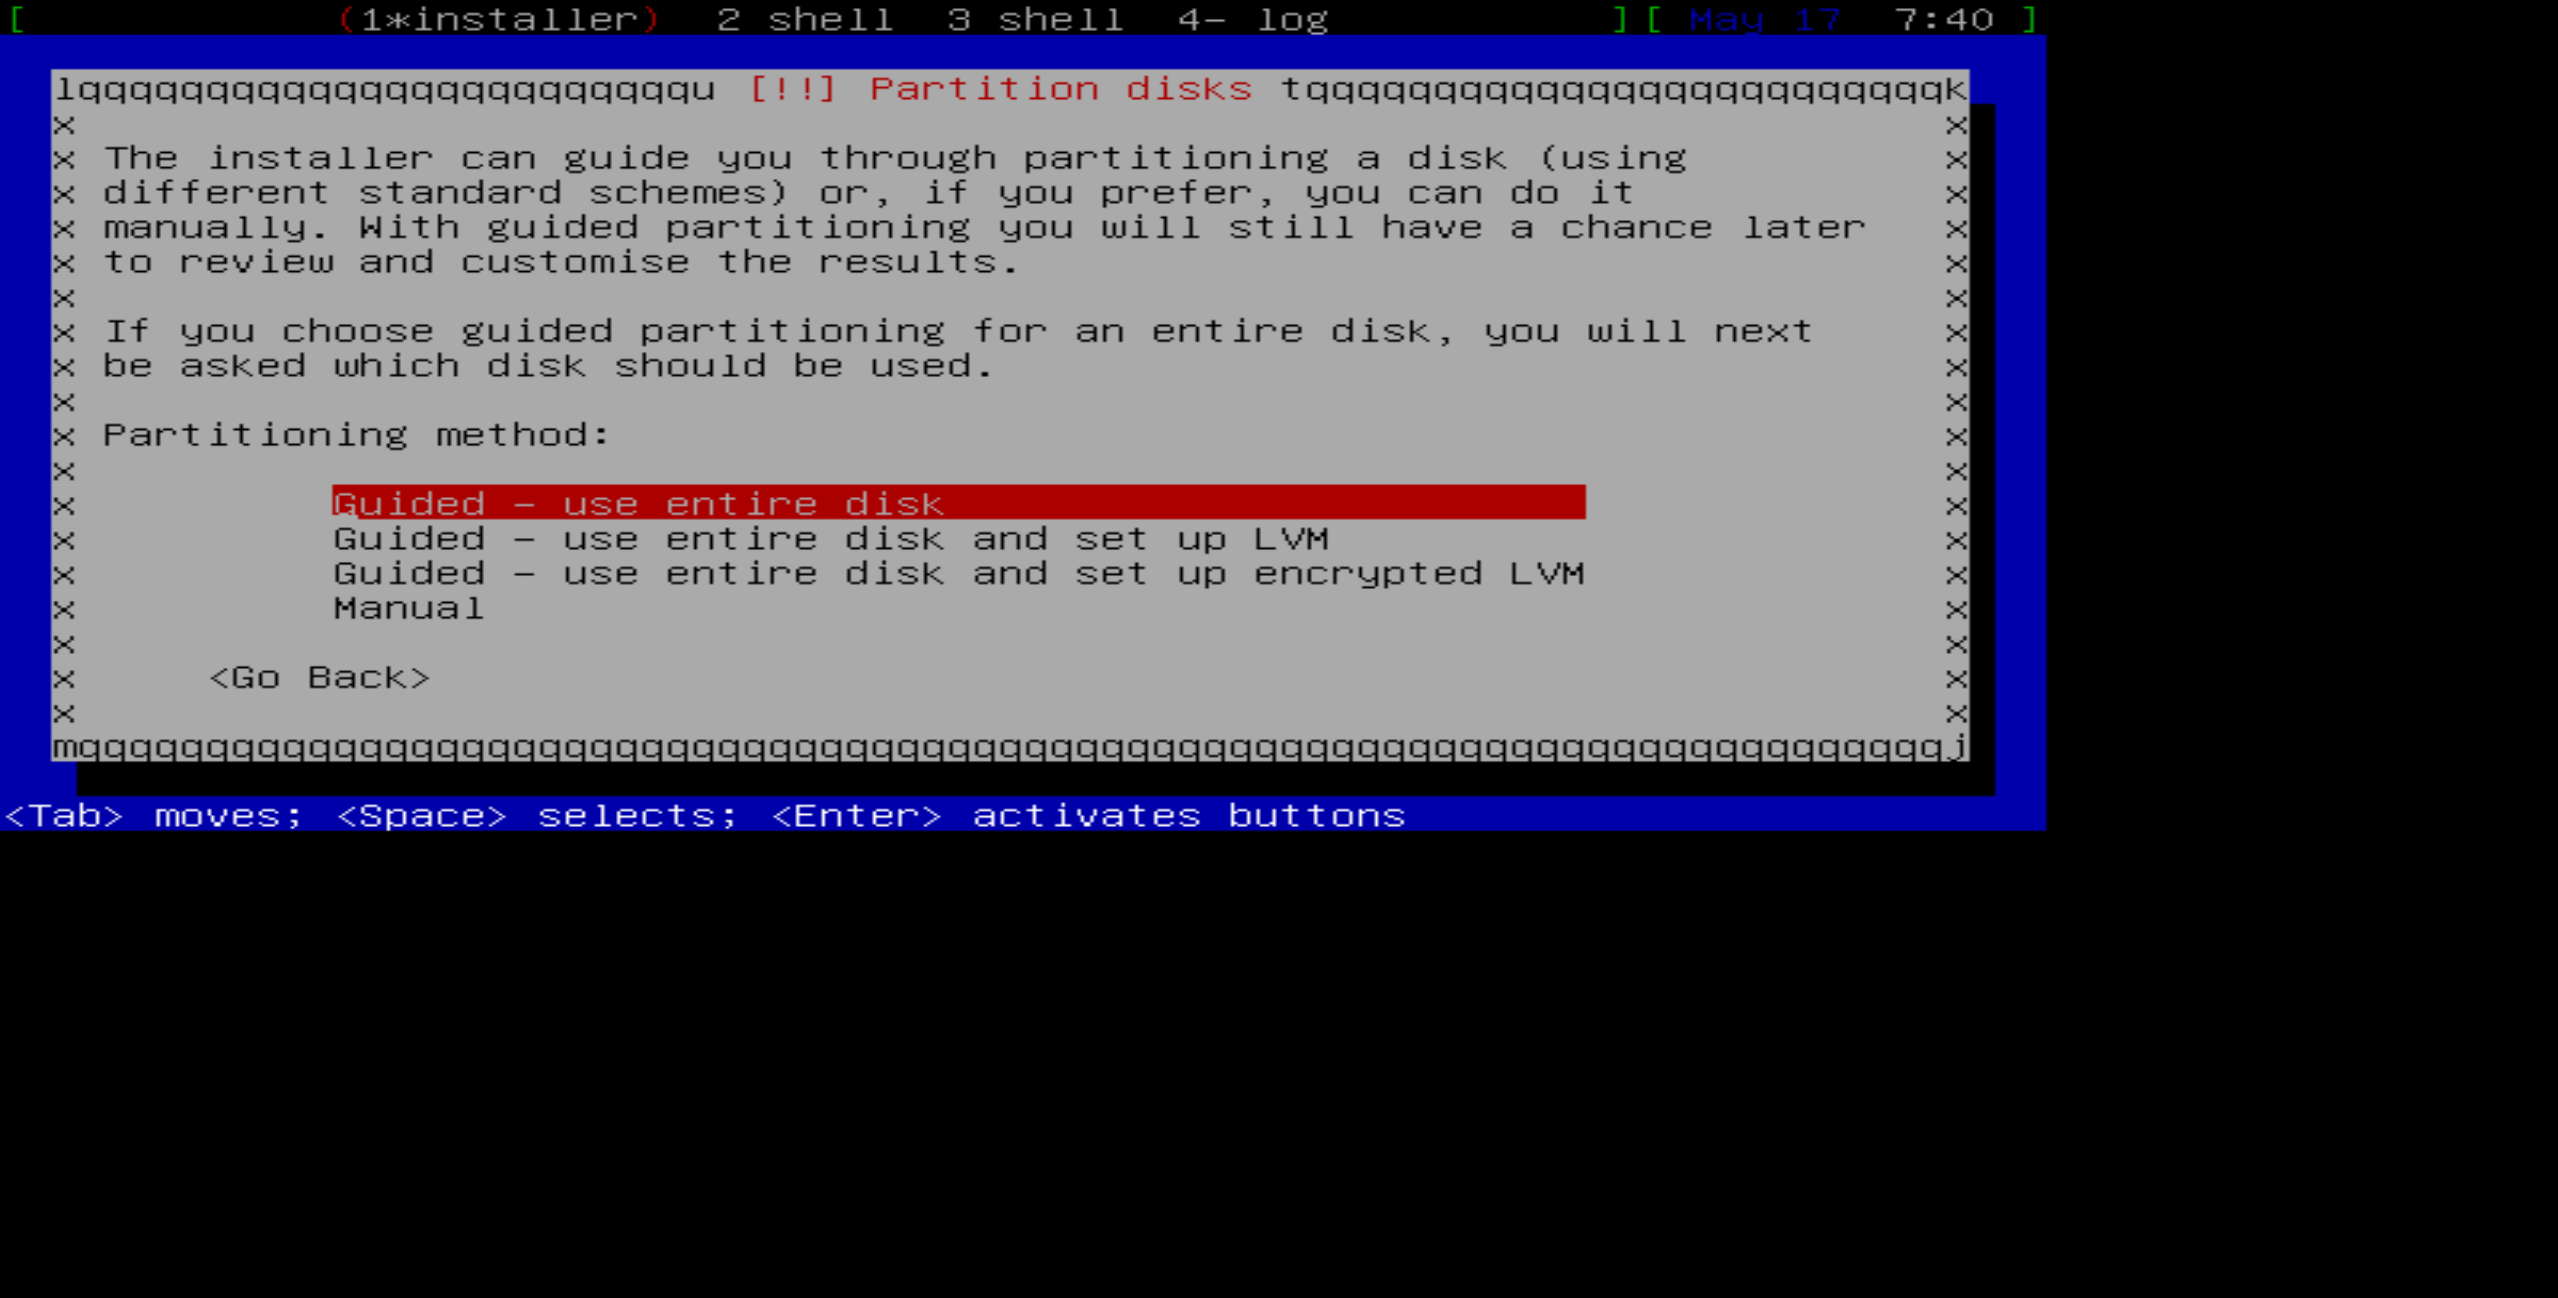 [ (1*installer) 2 shell 3 shell 4- log ][ May 17 7:40 ]
lqqqqqqqqqqqqqqqqqqqqqqqqqu [!!] Partition disks tqqqqqqqqqqqqqqqqqqqqqqqqqk
x x
x The installer can guide you through partitioning a disk (using x
x different standard schemes) or, if you prefer, you can do it x
x manually. With guided partitioning you will still have a chance later x
x to review and customise the results. x
x x
x If you choose guided partitioning for an entire disk, you will next x
x be asked which disk should be used. x
x x
x Partitioning method: x
x x
x Guided - use entire disk x
x Guided - use entire disk and set up LVM x
x Guided - use entire disk and set up encrypted LVM x
x Manual x
x x
x <Go Back> x
x x
mqqqqqqqqqqqqqqqqqqqqqqqqqqqqqqqqqqqqqqqqqqqqqqqqqqqqqqqqqqqqqqqqqqqqqqqqqj
<Tab> moves; <Space> selects; <Enter> activates buttons